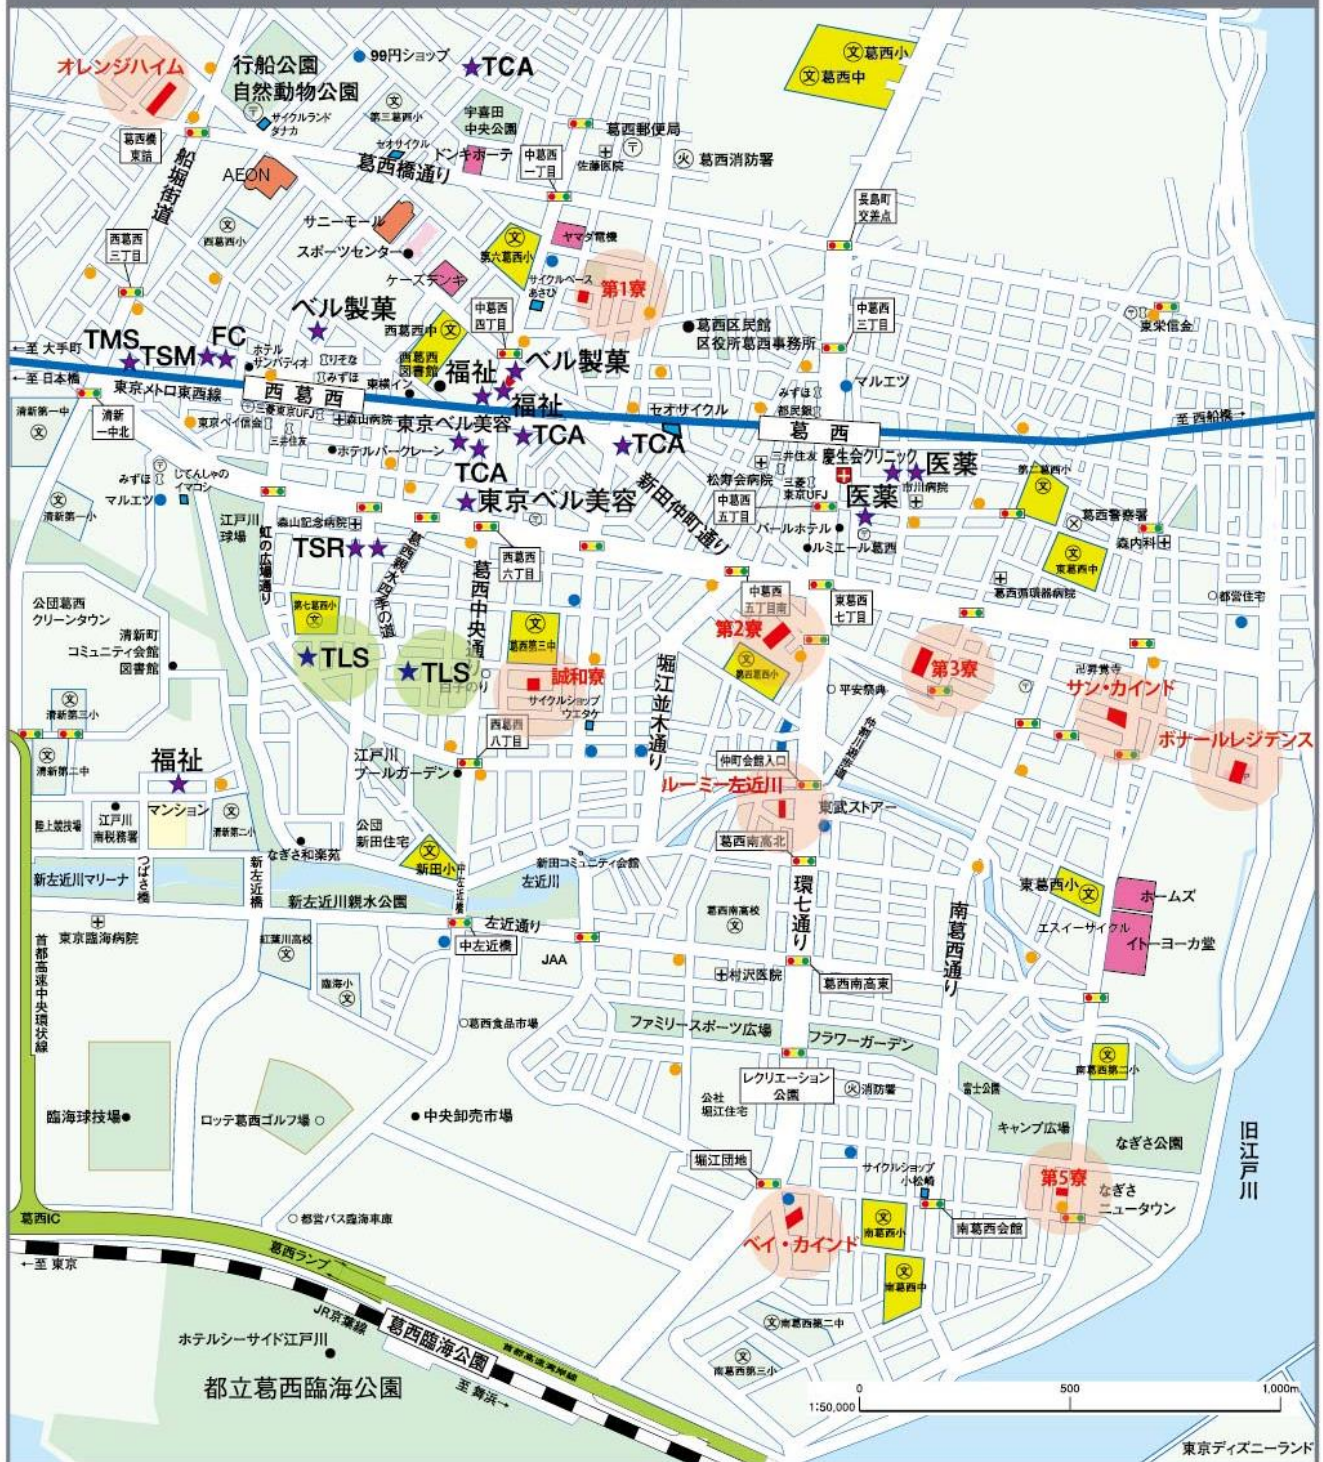 オレンジハイム
行船公園
自然動物公園
99円ショップ
TCA
葛西小
葛西中
サイクルランド
タナカ
第三葛西小
宇喜田
中央公園
葛西郵便局
葛西橋
東詰
船堀街道
セオサイクル
葛西橋通り
ドンキホーテ
中葛西
一丁目
佐藤医院
葛西消防署
AEON
長島町
交差点
西葛西小
サニーモール
スポーツセンター
第六葛西小
ヤマダ電機
西葛西
三丁目
ケーズデンキ
サイクルベース
あさひ
第1寮
ベル製菓
中葛西
四丁目
西葛西中
葛西区民館
区役所葛西事務所
中葛西
三丁目
東栄信金
←至 大手町
TMS
TSM
FC
ホテル
サンパティオ
りそな
みずほ
西葛西
図書館
ベル製菓
福祉
福祉
←至 日本橋
東京メトロ東西線
西葛西
東横イン
みずほ
都民銀
マルエツ
至 西船橋→
清新第一中
清新
一中北
東京ベイ信金
三菱東京UFJ
三井住友
森山病院
東京ベル美容
TCA
TCA
セオサイクル
葛西
ホテルパークレーン
TCA
三井住友
慶生会クリニック
医薬
みずほ
じてんしゃの
イマコシ
マルエツ
東京ベル美容
新田仲町通り
松寿会病院
三菱
東京UFJ
医薬
市川病院
第二葛西小
清新第一小
江戸川
球場
虹の広場通り
森山記念病院
中葛西
五丁目
パールホテル
ルミエール葛西
葛西警察署
森内科
TSR
葛西親水四季の道
葛西中央通り
西葛西
六丁目
東葛西中
葛西循環器病院
都営住宅
公団葛西
クリーンタウン
清新町
コミュニティ会館
図書館
第七葛西小
中葛西
五丁目南
東葛西
七丁目
第2寮
葛西第三中
TLS
TLS
誠和寮
サイクルショップ
ウエタケ
堀江並木通り
第四葛西小
第3寮
平安祭典
卍昇覚寺
サン・カインド
清新第三小
清新第二中
西葛西
八丁目
仲割川遊歩道
ボナールレジデンス
福祉
マンション
江戸川
プールガーデン
仲町会館入口
ルーミー左近川
東武ストアー
陸上競技場
江戸川
南税務署
清新第二小
なぎさ和楽苑
公団
新田住宅
葛西南高北
新左近川マリーナ
つばさ橋
新左近橋
新田小
中左近橋
新田コミュニティ会館
左近川
環七通り
東葛西小
ホームズ
新左近川親水公園
東京臨海病院
紅葉川高校
左近通り
中左近橋
葛西南高校
南葛西通り
エスイーサイクル
イトーヨーカ堂
首都高速中央環状線
臨海小
JAA
村沢医院
葛西南高東
葛西食品市場
ファミリースポーツ広場
フラワーガーデン
南葛西第二小
レクリエーション
公園
消防署
富士公園
公社
堀江住宅
臨海球技場
ロッテ葛西ゴルフ場
中央卸売市場
キャンプ広場
なぎさ公園
旧江戸川
堀江団地
サイクルショップ
小松崎
第5寮
なぎさ
ニュータウン
葛西IC
都営バス臨海車庫
ベイ・カインド
南葛西小
南葛西会館
←至 東京
葛西ランプ
南葛西中
JR京葉線
葛西臨海公園
首都高速湾岸線
南葛西第二中
ホテルシーサイド江戸川
南葛西第三小
都立葛西臨海公園
至 舞浜→
0 500 1,000m
1:50,000
東京ディズニーランド